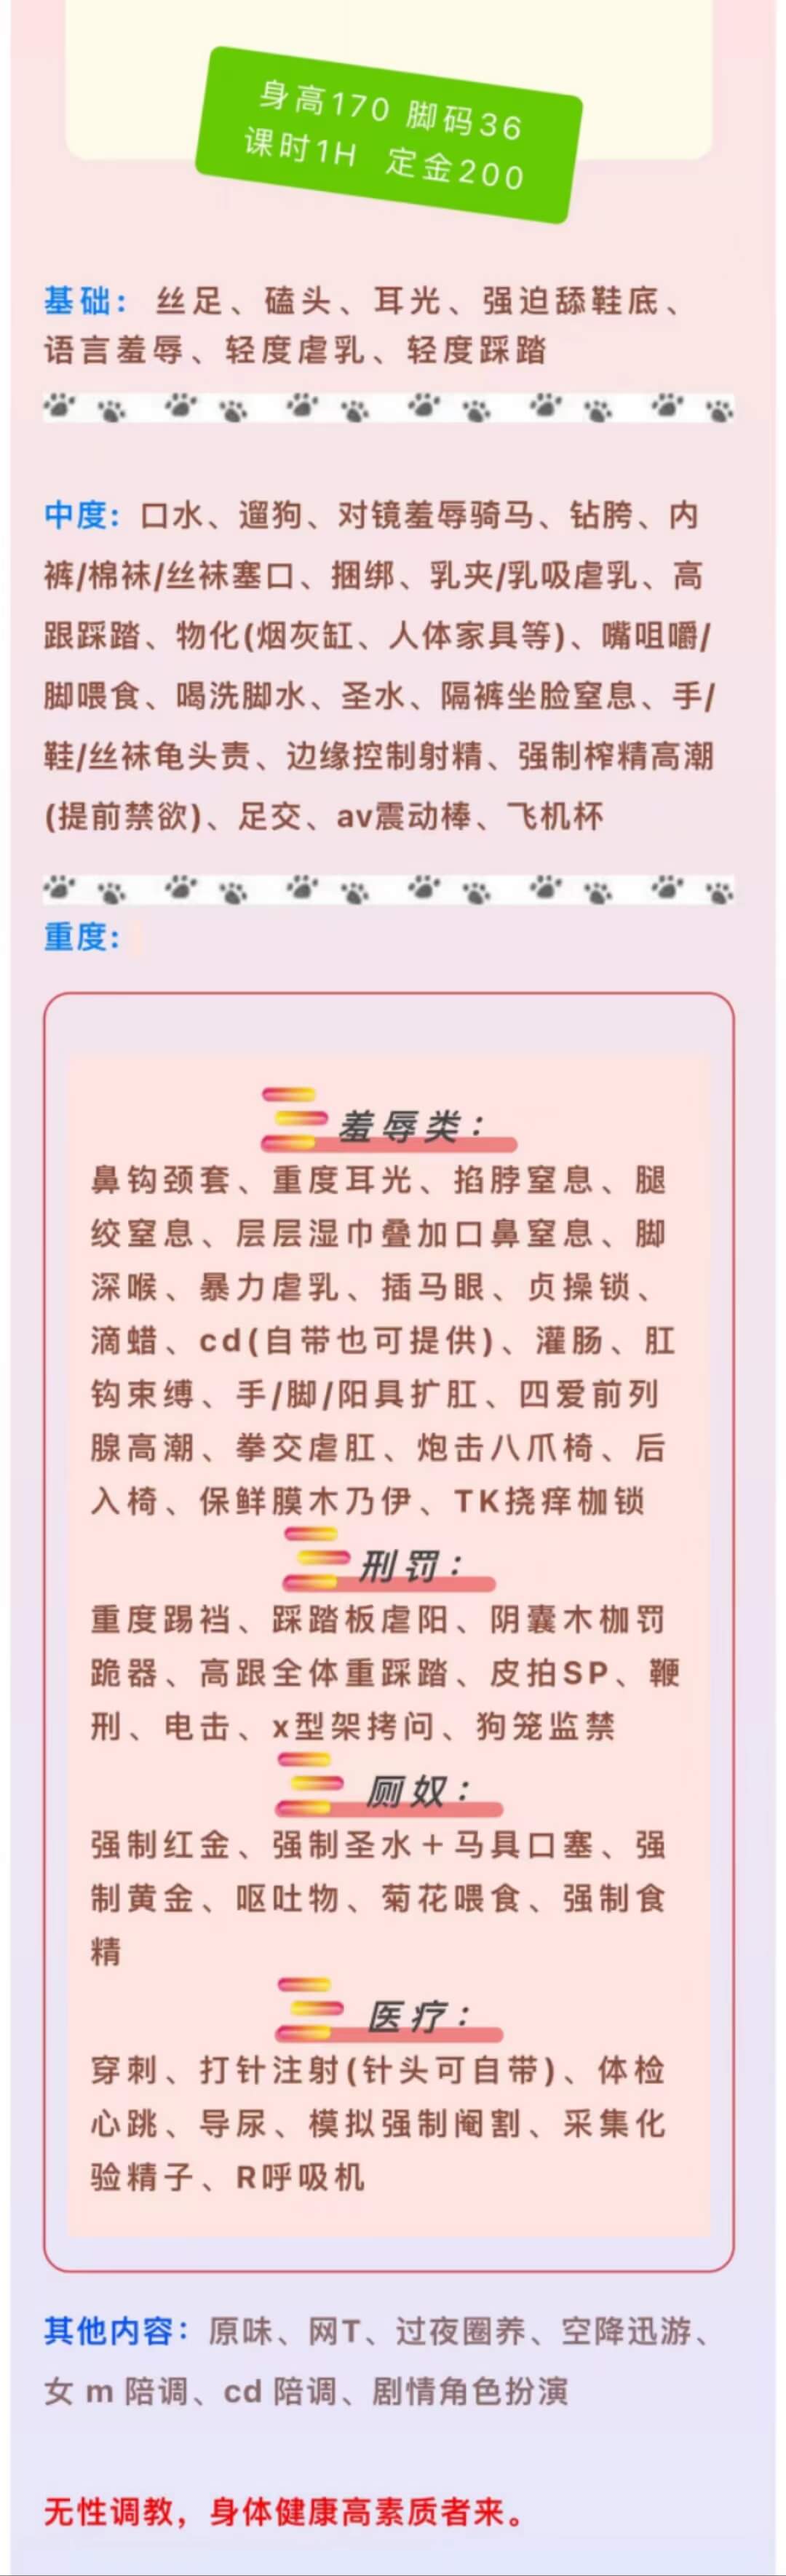 身高170 脚码36
课时1H 定金200
基础：丝足、磕头、耳光、强迫舔鞋底、
语言羞辱、轻度虐乳、轻度踩踏
中度：口水、遛狗、对镜羞辱骑马、钻胯、内
裤/棉袜/丝袜塞口、捆绑、乳夹/乳吸虐乳、高
跟踩踏、物化(烟灰缸、人体家具等)、嘴咀嚼/
脚喂食、喝洗脚水、圣水、隔裤坐脸窒息、手/
鞋/丝袜龟头责、边缘控制射精、强制榨精高潮
(提前禁欲)、足交、av震动棒、飞机杯
重度：
羞辱类：
鼻钩颈套、重度耳光、掐脖窒息、腿
绞窒息、层层湿巾叠加口鼻窒息、脚
深喉、暴力虐乳、插马眼、贞操锁、
滴蜡、cd(自带也可提供)、灌肠、肛
钩束缚、手/脚/阳具扩肛、四爱前列
腺高潮、拳交虐肛、炮击八爪椅、后
入椅、保鲜膜木乃伊、TK挠痒枷锁
刑罚：
重度踢裆、踩踏板虐阳、阴囊木枷罚
跪器、高跟全体重踩踏、皮拍SP、鞭
刑、电击、x型架拷问、狗笼监禁
厕奴：
强制红金、强制圣水＋马具口塞、强
制黄金、呕吐物、菊花喂食、强制食
精
医疗：
穿刺、打针注射(针头可自带)、体检
心跳、导尿、模拟强制阉割、采集化
验精子、R呼吸机
其他内容：原味、网T、过夜圈养、空降迅游、
女 m 陪调、cd 陪调、剧情角色扮演
无性调教，身体健康高素质者来。